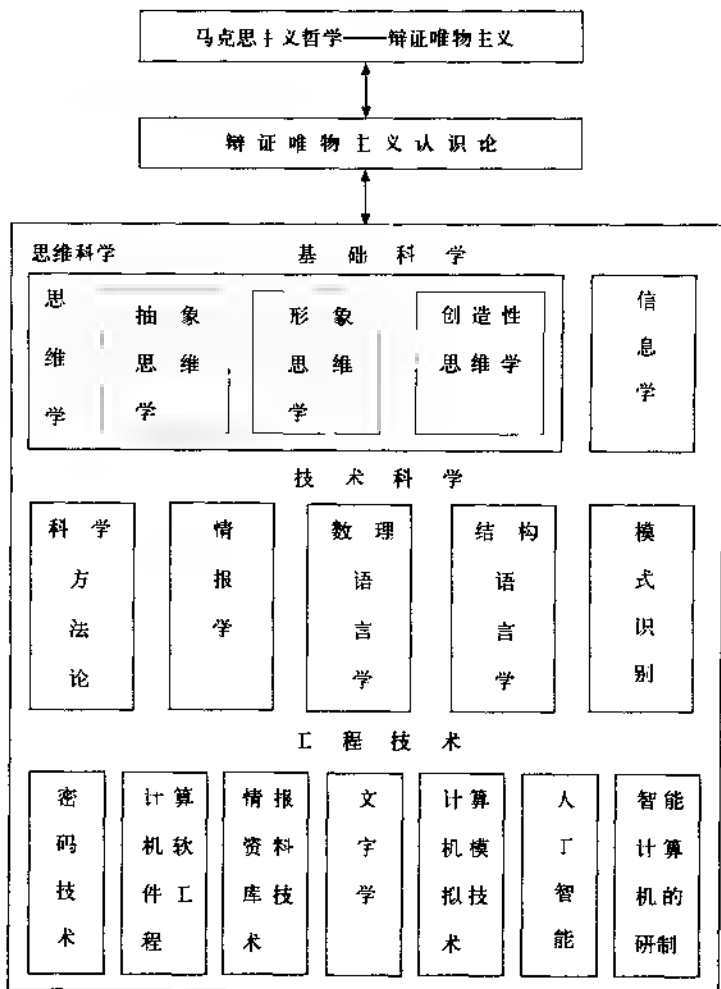 马克思主义哲学——辩证唯物主义
辩证唯物主义认识论
思维科学
基础科学
思维学
抽象
思维
学
形象
思维
学
创造性
思维学
信息学
技术科学
科学
方
法
论
情
报
学
数理
语
言
学
结构
语
言
学
模
式
识
别
工程技术
密
码
技
术
计算
机软
件工
程
情报
资料
库技
术
文
字
学
计算
机模
拟技
术
人
工
智
能
智能
计算
机的
研制